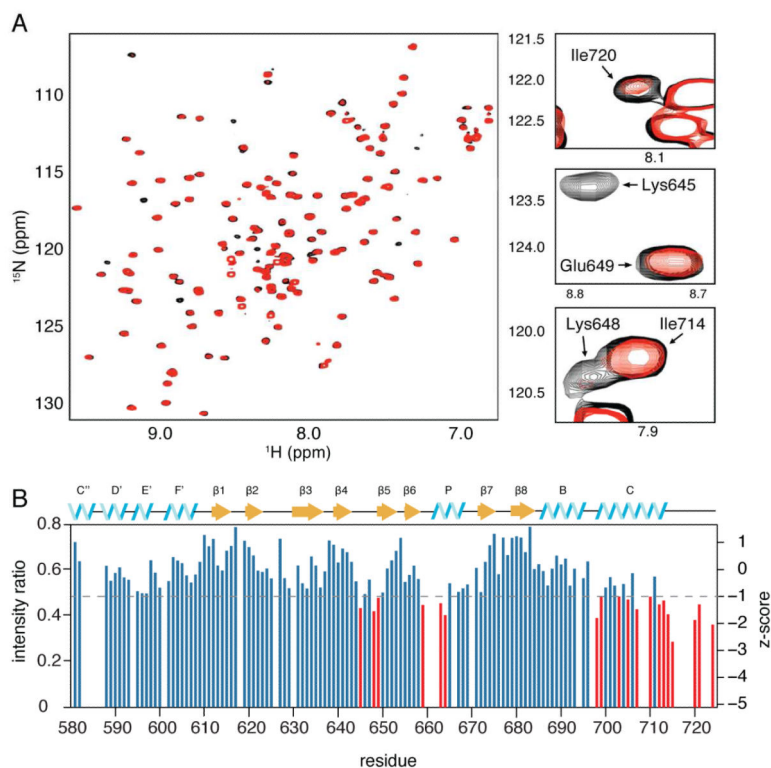 A
110
115
120
125
130
¹⁵N (ppm)
9.0
8.0
7.0
¹H (ppm)
121.5
122.0
122.5
Ile720
8.1
123.5
124.0
Lys645
Glu649
8.8
8.7
120.0
120.5
Lys648
Ile714
7.9
B
C'' D' E' F' β1 β2 β3 β4 β5 β6 P β7 β8 B C
0.8
0.6
0.4
0.2
0
intensity ratio
1
0
−1
−2
−3
−4
−5
z-score
580 590 600 610 620 630 640 650 660 670 680 690 700 710 720
residue